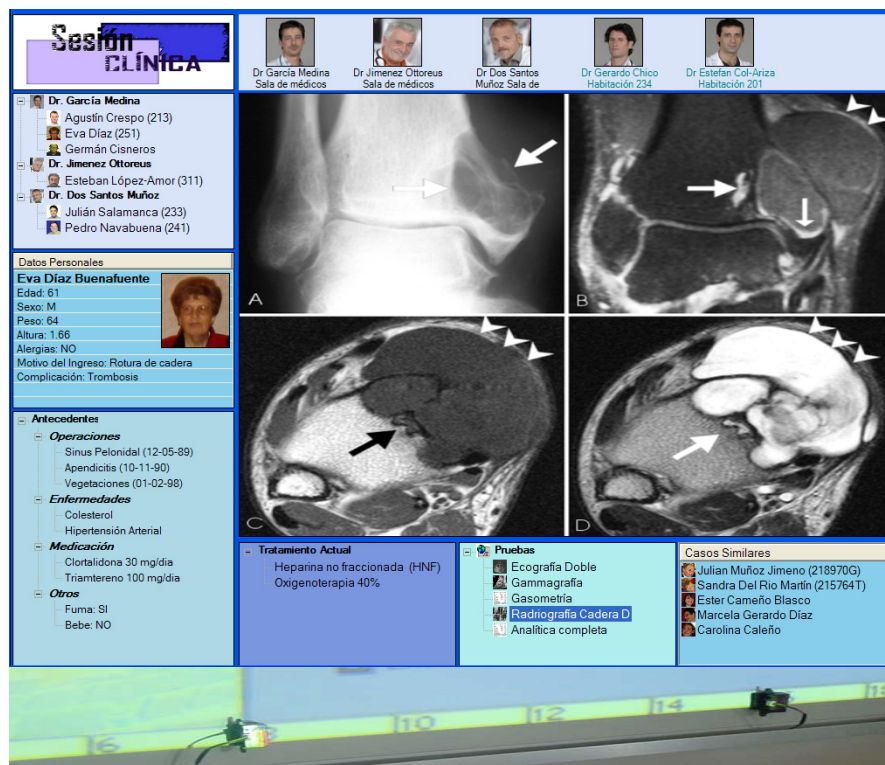 Sesión
CLÍNICA
Dr García Medina
Sala de médicos
Dr Jimenez Ottoreus
Sala de médicos
Dr Dos Santos
Muñoz Sala de
Dr Gerardo Chico
Habitación 234
Dr Estefan Col-Ariza
Habitación 201
Dr. García Medina
Agustín Crespo (213)
Eva Díaz (251)
Germán Cisneros
Dr. Jimenez Ottoreus
Esteban López-Amor (311)
Dr. Dos Santos Muñoz
Julián Salamanca (233)
Pedro Navabuena (241)
Datos Personales
Eva Díaz Buenafuente
Edad: 61
Sexo: M
Peso: 64
Altura: 1.66
Alergias: NO
Motivo del Ingreso: Rotura de cadera
Complicación: Trombosis
Antecedentes
Operaciones
Sinus Pelonidal (12-05-89)
Apendicitis (10-11-90)
Vegetaciones (01-02-98)
Enfermedades
Colesterol
Hipertensión Arterial
Medicación
Clortalidona 30 mg/dia
Triamtereno 100 mg/dia
Otros
Fuma: SI
Bebe: NO
A
B
C
D
Tratamiento Actual
Heparina no fraccionada (HNF)
Oxigenoterapia 40%
Pruebas
Ecografía Doble
Gammagrafía
Gasometría
Radriografía Cadera D
Analítica completa
Casos Similares
Julian Muñoz Jimeno (218970G)
Sandra Del Rio Martín (215764T)
Ester Cameño Blasco
Marcela Gerardo Díaz
Carolina Caleño
6
10
12
14